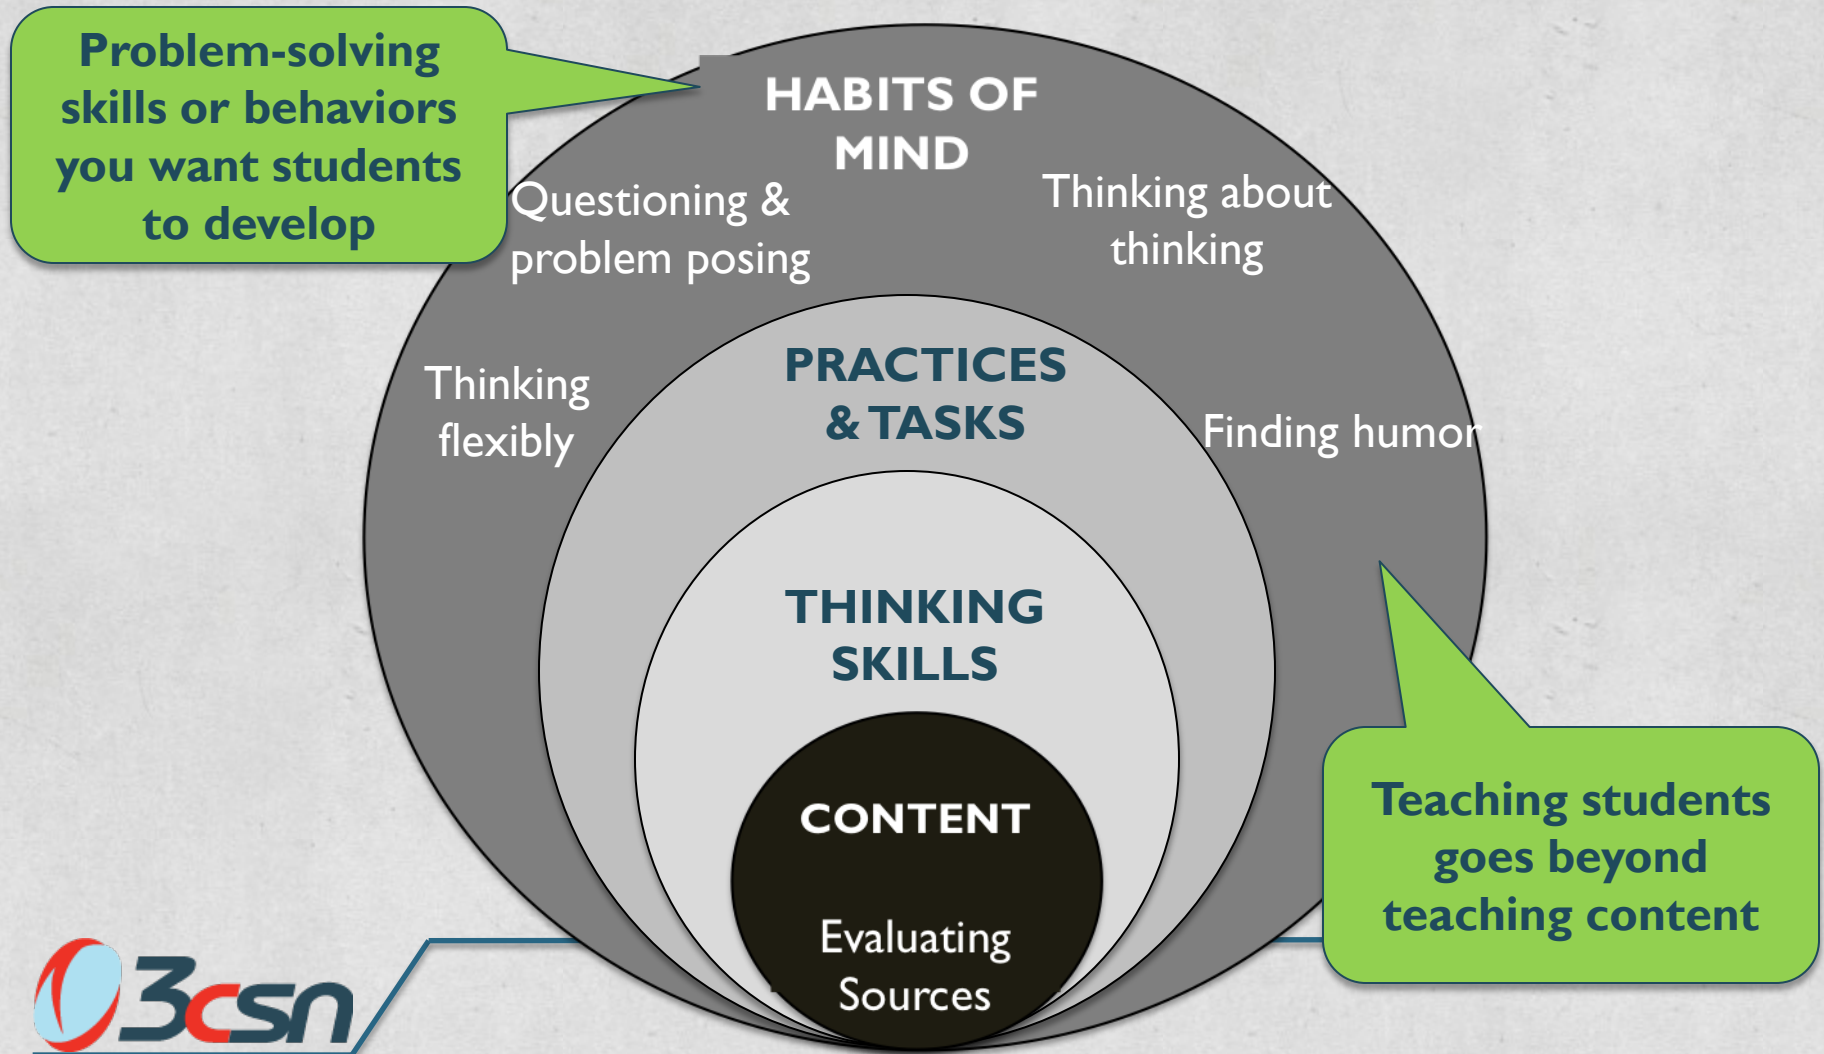 Problem-solving
skills or behaviors
you want students
to develop
HABITS OF
MIND
Questioning &
problem posing
Thinking about
thinking
Thinking
flexibly
Finding humor
PRACTICES
& TASKS
THINKING
SKILLS
CONTENT
Evaluating
Sources
Teaching students
goes beyond
teaching content
3csn